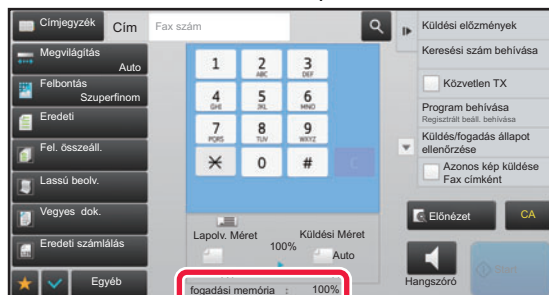 Címjegyzék
Cím
Fax szám
Megvilágítás
Auto
Felbontás
Szuperfinom
Eredeti
Fel. összeáll.
Lassú beolv.
Vegyes dok.
Eredeti számlálás
Egyéb
1
2
ABC
3
DEF
4
GHI
5
JKL
6
MNO
7
PQRS
8
TUV
9
WXYZ
0
#
C
Lapolv. Méret
100%
Küldési Méret
Auto
fogadási memória : 100%
Küldési előzmények
Keresési szám behívása
Közvetlen TX
Program behívása
Regisztrált beáll. behívása
Küldés/fogadás állapot
ellenőrzése
Azonos kép küldése
Fax címként
Előnézet
CA
Hangszóró
Start